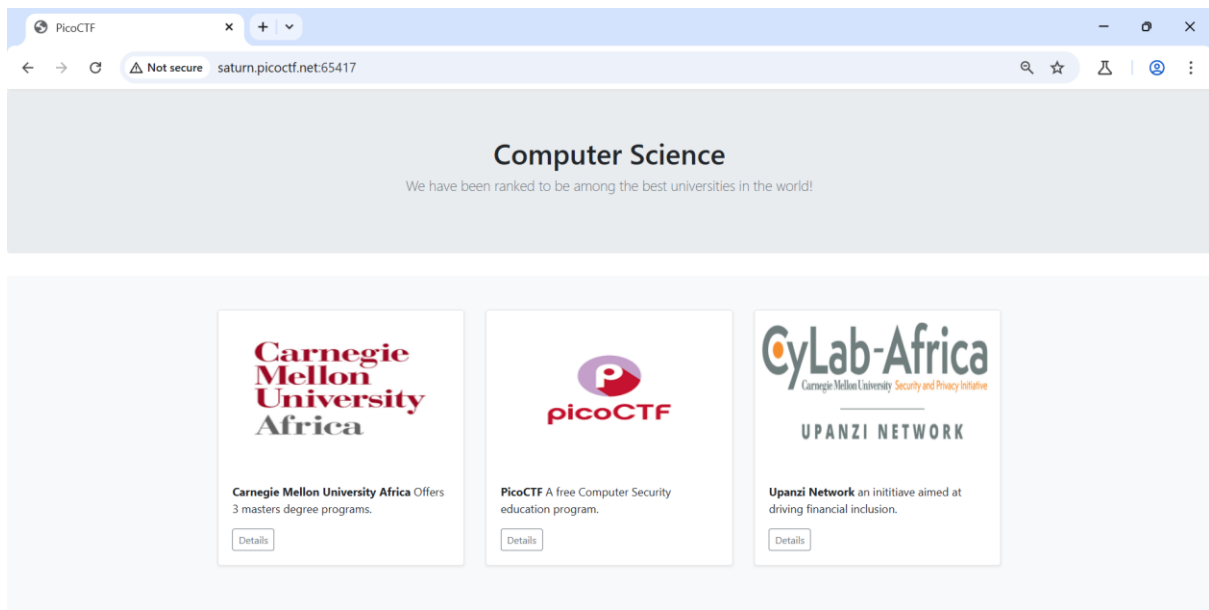 PicoCTF
Not secure
saturn.picoctf.net:65417
Computer Science
We have been ranked to be among the best universities in the world!
Carnegie
Mellon
University
Africa
Carnegie Mellon University Africa Offers
3 masters degree programs.
Details
P
picoCTF
PicoCTF A free Computer Security
education program.
Details
CyLab-Africa
Carnegie Mellon University Security and Privacy Initiative
UPANZI NETWORK
Upanzi Network an inititiave aimed at
driving financial inclusion.
Details